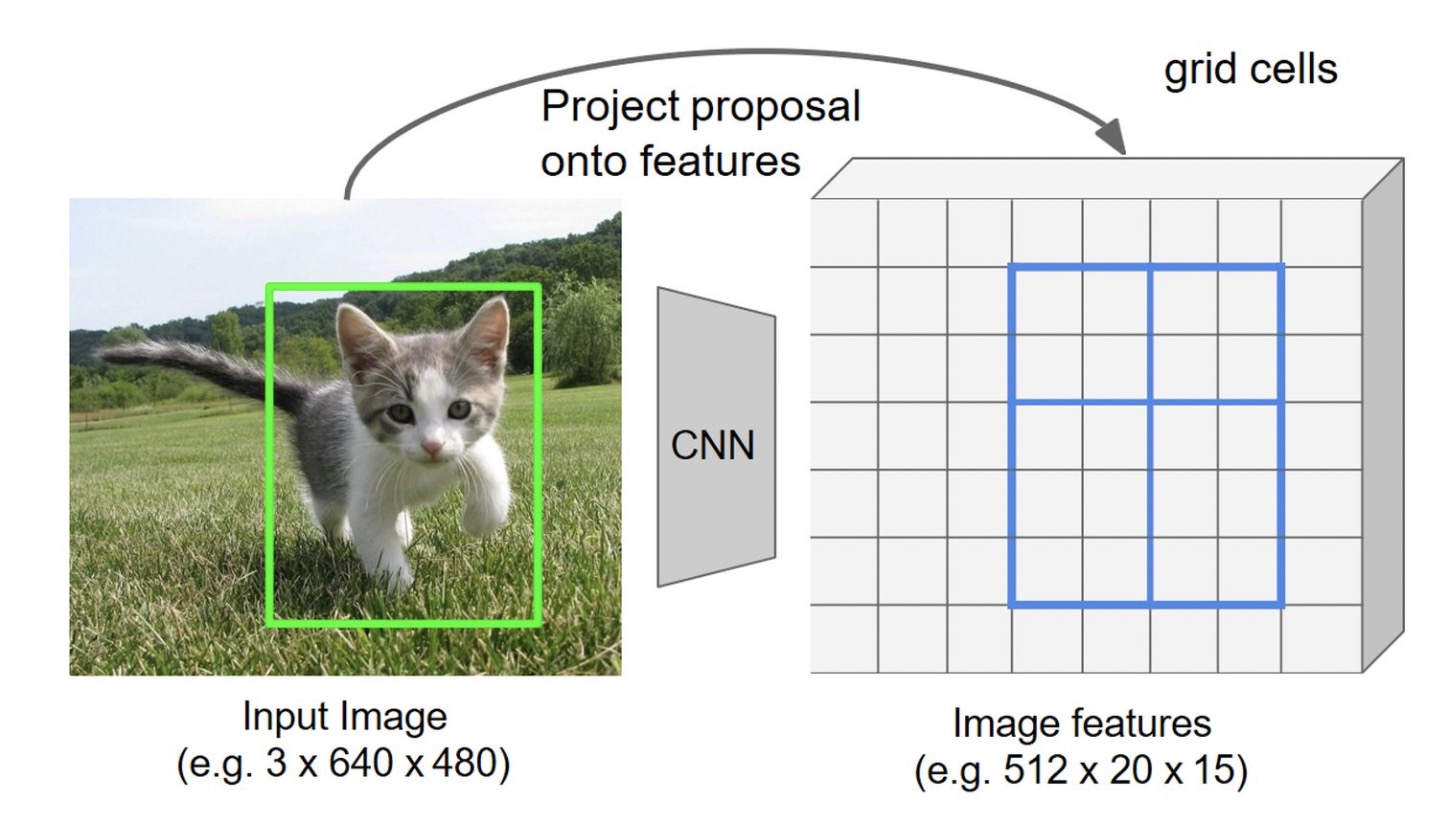 grid cells
Project proposal
onto features
CNN
Input Image
(e.g. 3 x 640 x 480)
Image features
(e.g. 512 x 20 x 15)